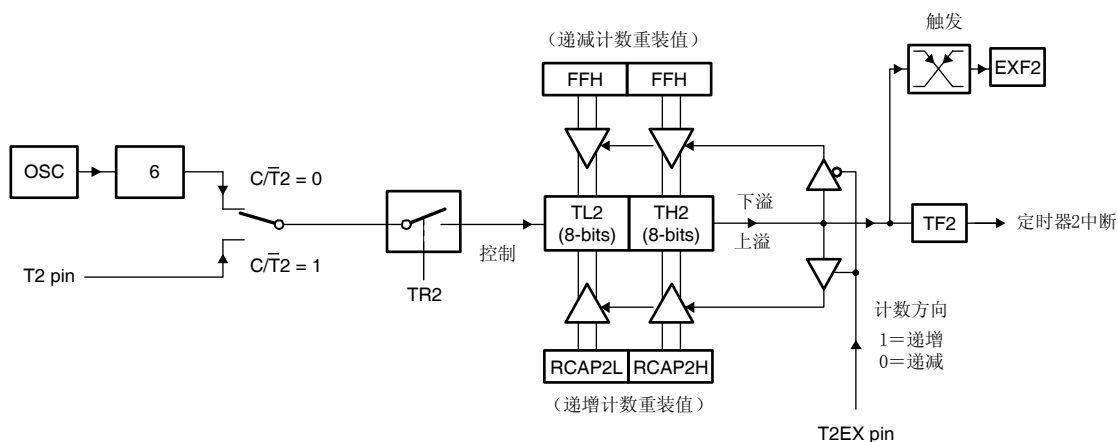 触发
（递减计数重装值）
FFH
FFH
EXF2
OSC
6
C/T̅2 = 0
TL2
(8-bits)
TH2
(8-bits)
下溢
上溢
TF2
定时器2中断
控制
T2 pin
C/T̅2 = 1
TR2
计数方向
1＝递增
0＝递减
RCAP2L
RCAP2H
（递增计数重装值）
T2EX pin